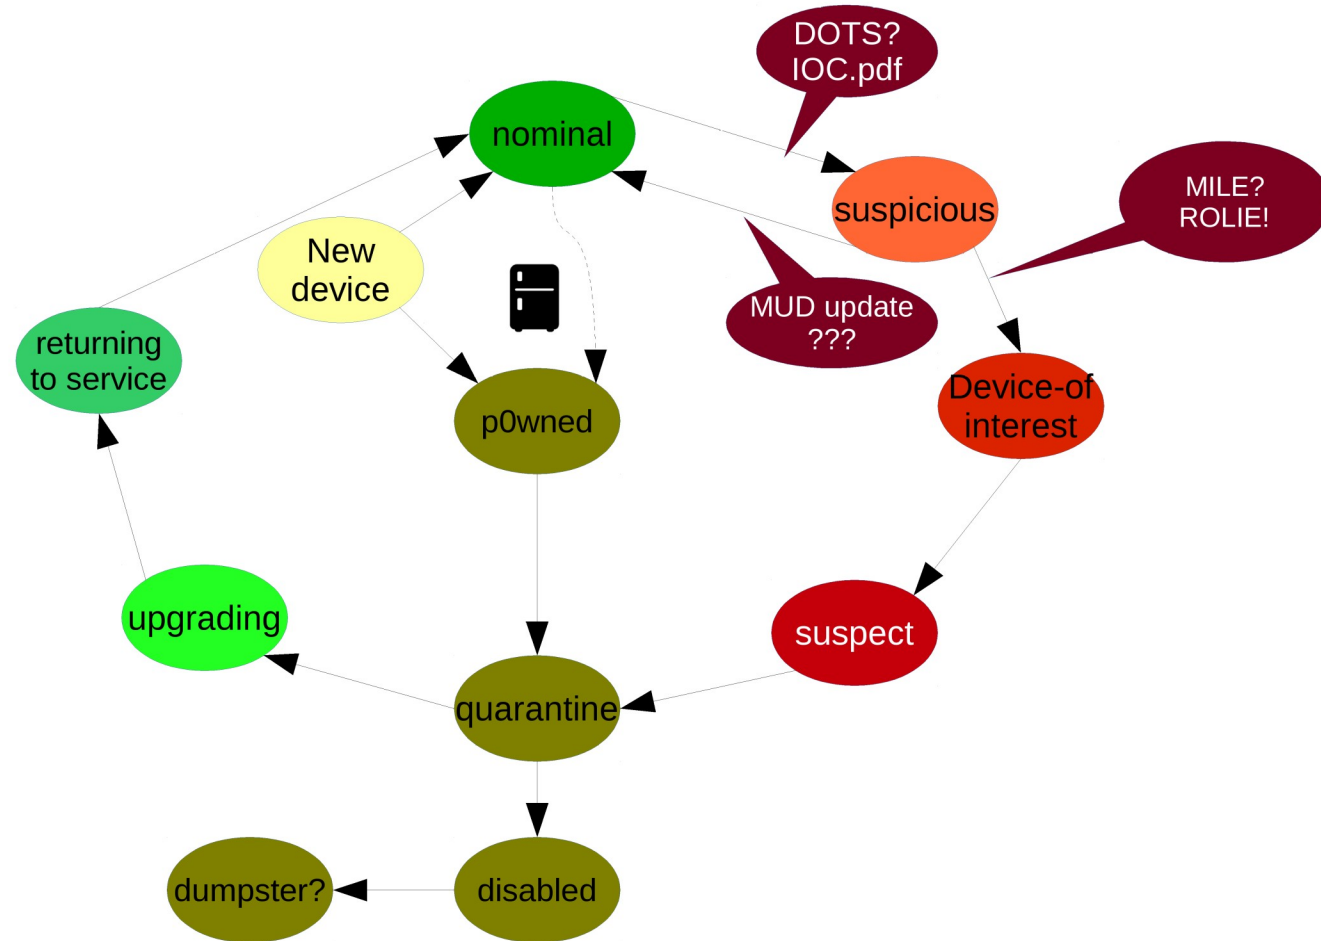 DOTS?
IOC.pdf
nominal
MILE?
ROLIE!
suspicious
New
device
MUD update
???
returning
to service
Device-of
interest
p0wned
upgrading
suspect
quarantine
dumpster?
disabled